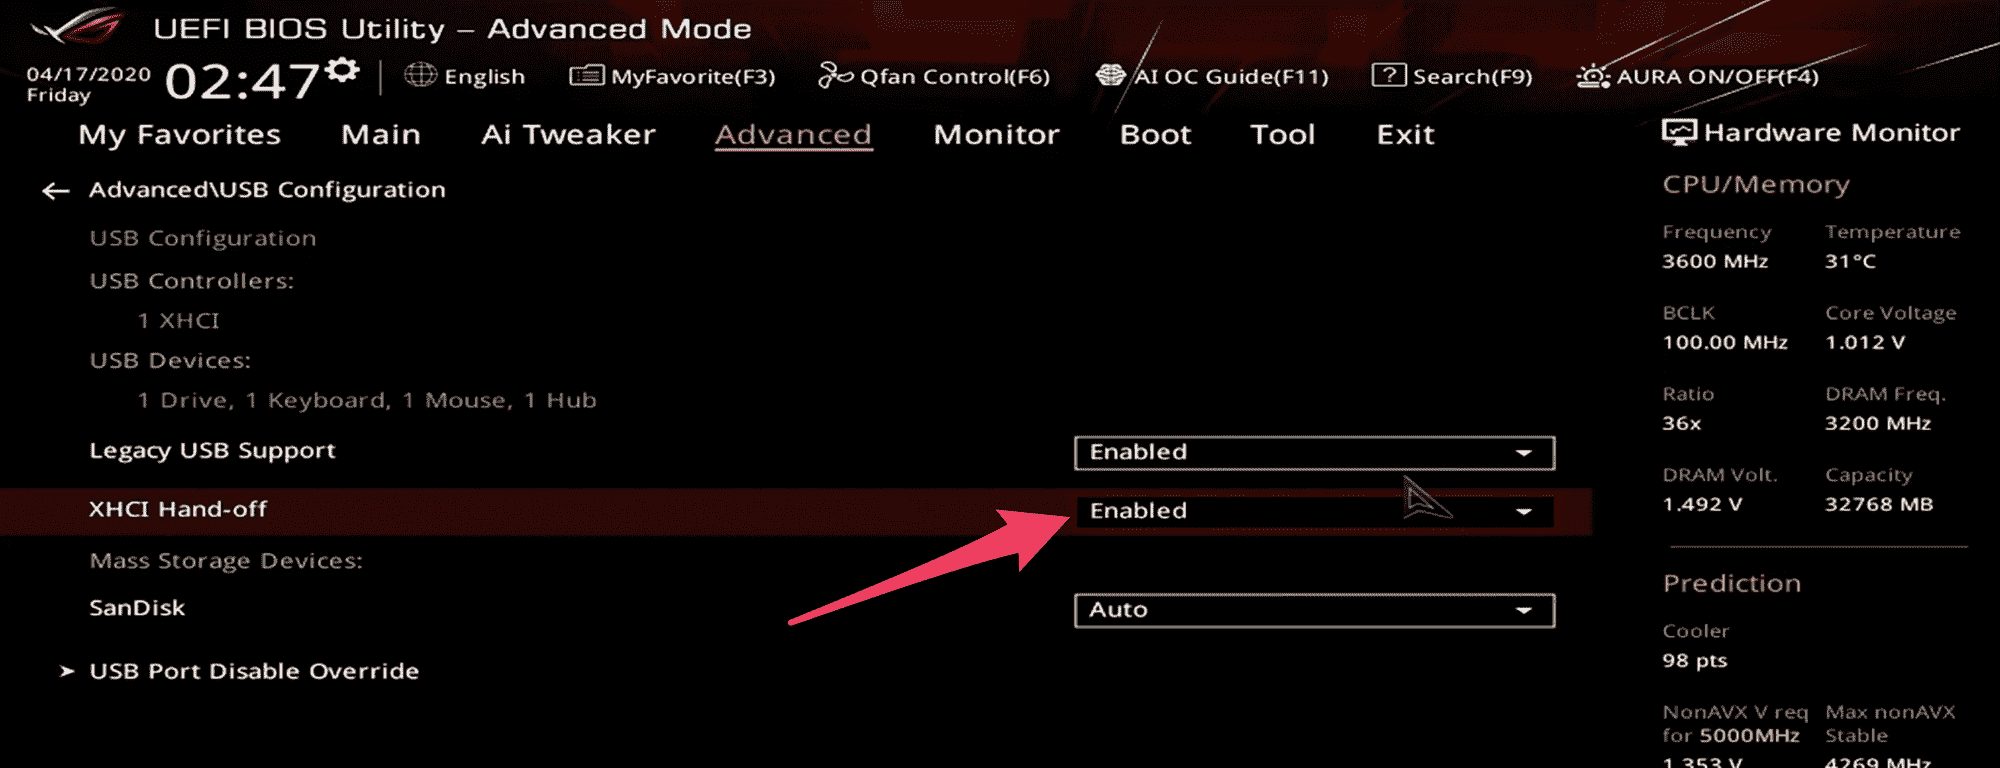 UEFI BIOS Utility – Advanced Mode
04/17/2020
Friday
02:47
English
MyFavorite(F3)
Qfan Control(F6)
AI OC Guide(F11)
? Search(F9)
AURA ON/OFF(F4)
My Favorites Main Ai Tweaker Advanced Monitor Boot Tool Exit
Advanced\USB Configuration
USB Configuration
USB Controllers:
1 XHCI
USB Devices:
1 Drive, 1 Keyboard, 1 Mouse, 1 Hub
Legacy USB Support Enabled
XHCI Hand-off Enabled
Mass Storage Devices:
SanDisk Auto
USB Port Disable Override
Hardware Monitor
CPU/Memory
Frequency Temperature
3600 MHz 31°C
BCLK Core Voltage
100.00 MHz 1.012 V
Ratio DRAM Freq.
36x 3200 MHz
DRAM Volt. Capacity
1.492 V 32768 MB
Prediction
Cooler
98 pts
NonAVX V req Max nonAVX
for 5000MHz Stable
1.353 V 4269 MHz